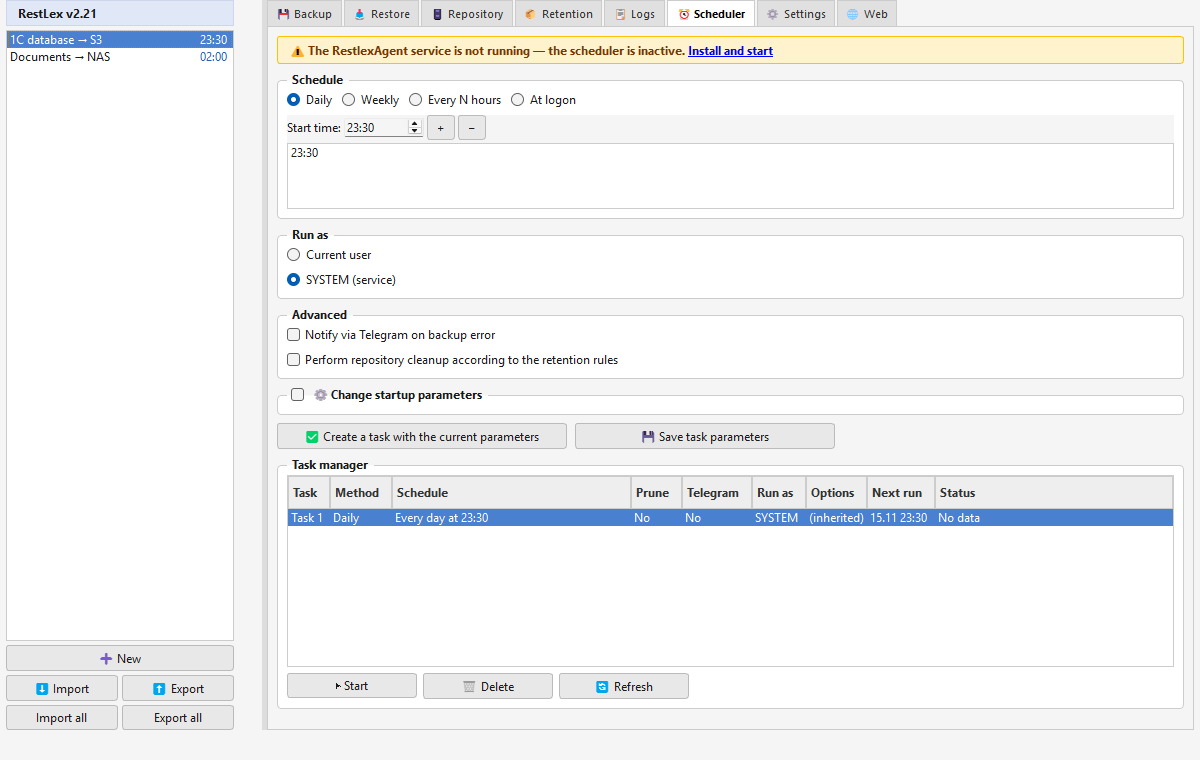 RestLex v2.21
1C database → S3 23:30
Documents → NAS 02:00
New
Import Export
Import all Export all
Backup Restore Repository Retention Logs Scheduler Settings Web
The RestlexAgent service is not running — the scheduler is inactive. Install and start
Schedule
Daily Weekly Every N hours At logon
Start time: 23:30 + −
23:30
Run as
Current user
SYSTEM (service)
Advanced
Notify via Telegram on backup error
Perform repository cleanup according to the retention rules
Change startup parameters
Create a task with the current parameters Save task parameters
Task manager
Task Method Schedule Prune Telegram Run as Options Next run Status
Task 1 Daily Every day at 23:30 No No SYSTEM (inherited) 15.11 23:30 No data
Start Delete Refresh